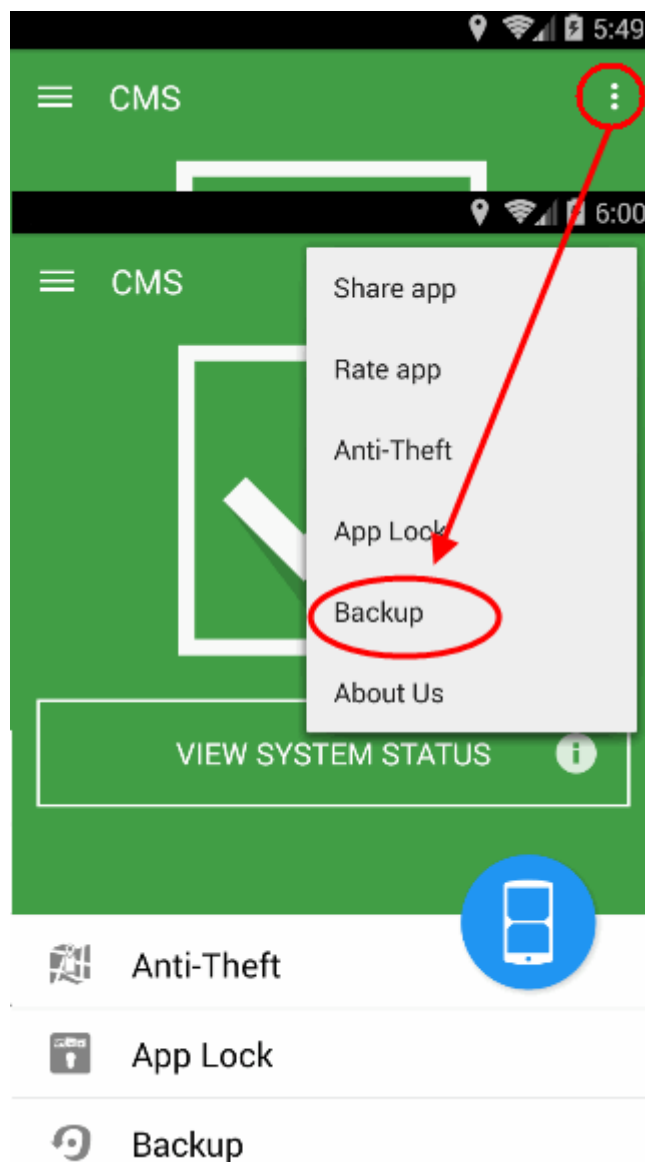 5:49
CMS
6:00
CMS
Share app
Rate app
Anti-Theft
App Lock
Backup
About Us
VIEW SYSTEM STATUS
Anti-Theft
App Lock
Backup